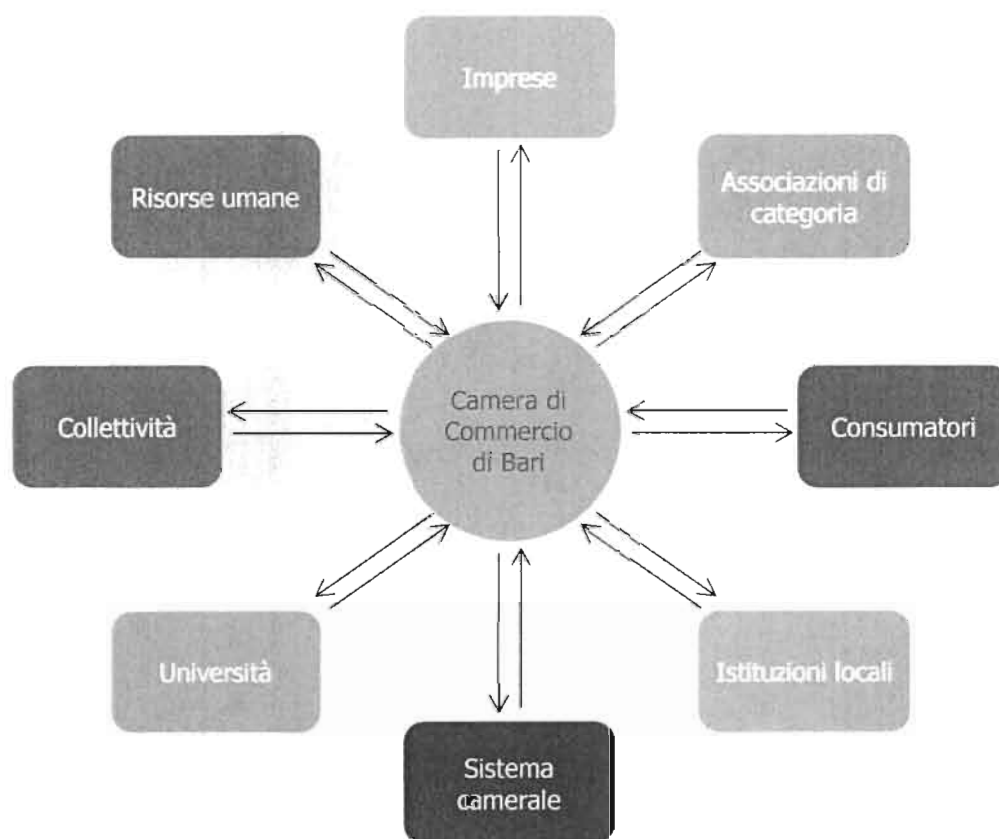 Imprese
Risorse umane
Associazioni di
categoria
Collettività
Camera di
Commercio
di Bari
Consumatori
Università
Istituzioni locali
Sistema
camerale